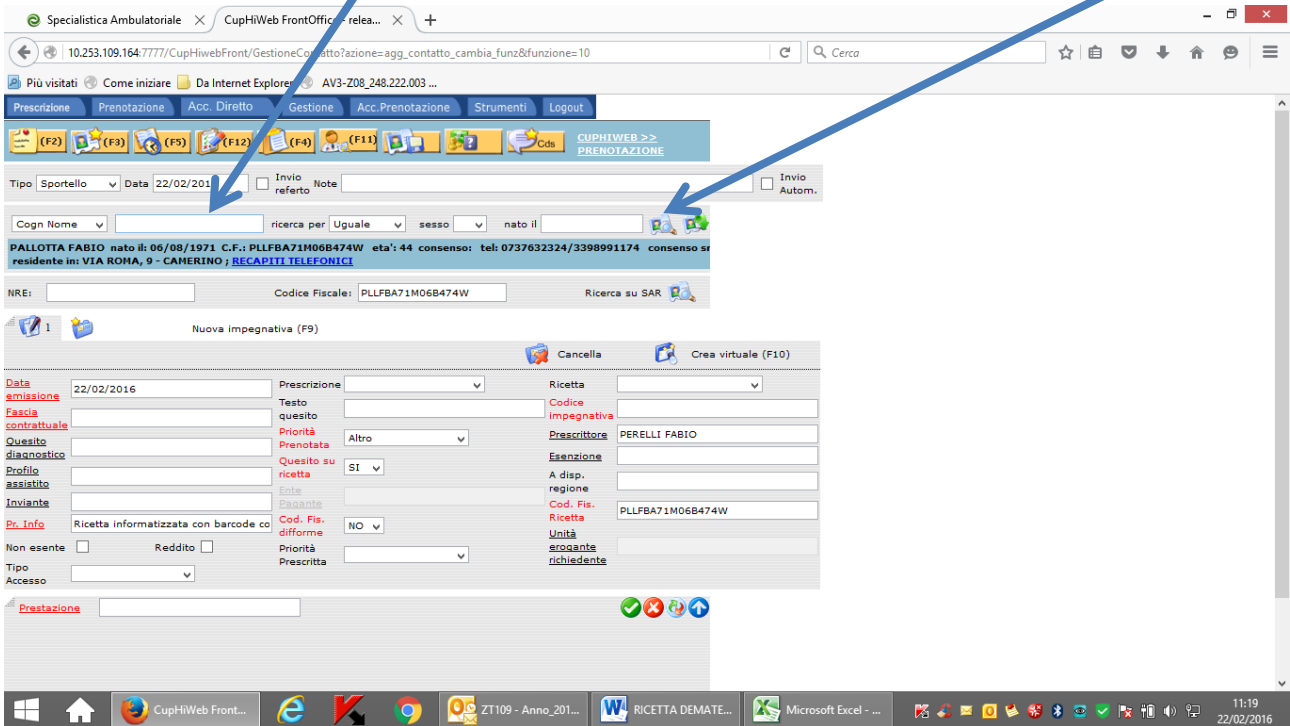 Specialistica Ambulatoriale
CupHiWeb FrontOffice - relea...
10.253.109.164:7777/CupHiwebFront/GestioneContatto?azione=agg_contatto_cambia_funz&funzione=10
Cerca
Più visitati Come iniziare Da Internet Explorer AV3-Z08_248.222.003 ...
Prescrizione Prenotazione Acc. Diretto Gestione Acc.Prenotazione Strumenti Logout
(F2) (F3) (F5) (F12) (F4) (F11) Cds CUPHIWEB >>
PRENOTAZIONE
Tipo Sportello Data 22/02/201 Invio referto Note Invio Autom.
Cogn Nome ricerca per Uguale sesso nato il
PALLOTTA FABIO nato il: 06/08/1971 C.F.: PLLFBA71M06B474W eta': 44 consenso: tel: 0737632324/3398991174 consenso sr
residente in: VIA ROMA, 9 - CAMERINO ; RECAPITI TELEFONICI
NRE: Codice Fiscale: PLLFBA71M06B474W Ricerca su SAR
1 Nuova impegnativa (F9)
Cancella Crea virtuale (F10)
Data emissione 22/02/2016 Prescrizione Ricetta
Fascia contrattuale Testo quesito Codice impegnativa
Quesito diagnostico Priorità Prenotata Altro Prescrittore PERELLI FABIO
Profilo assistito Quesito su ricetta SI Esenzione
A disp. regione
Inviante Ente Pagante Cod. Fis. Ricetta PLLFBA71M06B474W
Pr. Info Ricetta informatizzata con barcode co Cod. Fis. difforme NO
Non esente Reddito Priorità Prescritta Unità erogante richiedente
Tipo Accesso
Prestazione
CupHiWeb Front... ZT109 - Anno_201... RICETTA DEMATE... Microsoft Excel - ...
11:19
22/02/2016